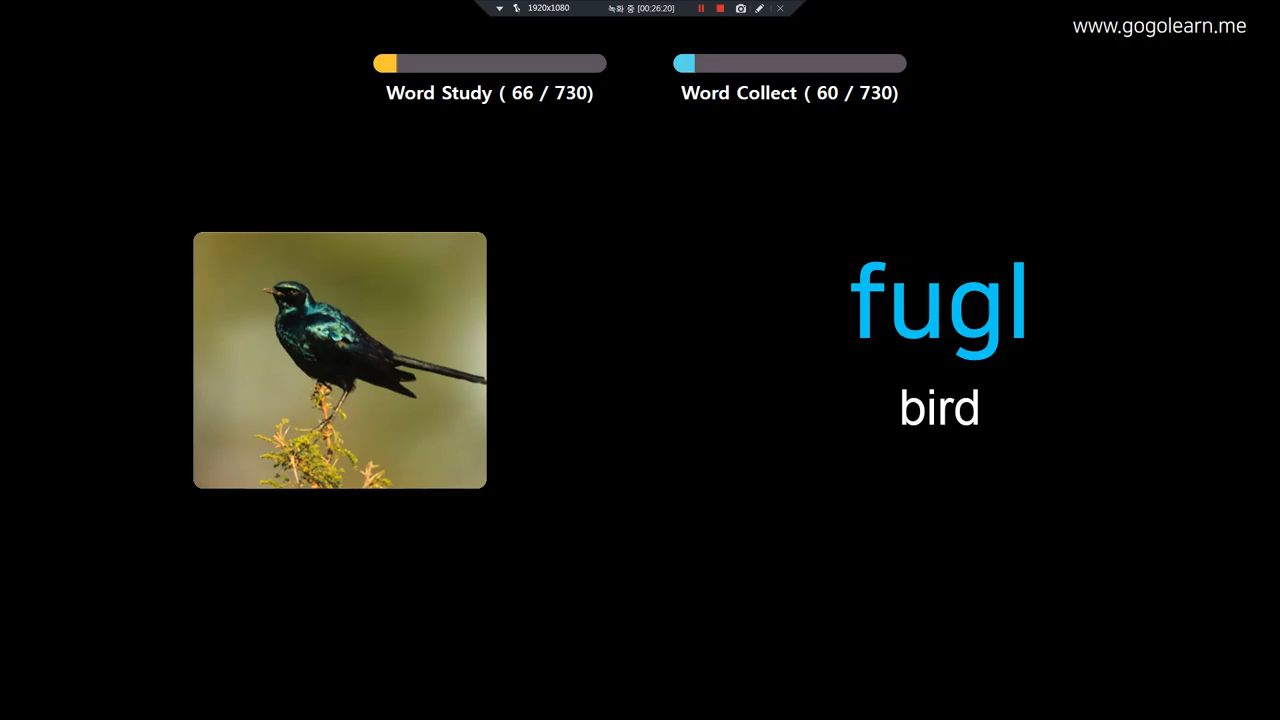 1920x1080 녹화 중 [00:26:20]
www.gogolearn.me
Word Study ( 66 / 730) Word Collect ( 60 / 730)
fugl
bird